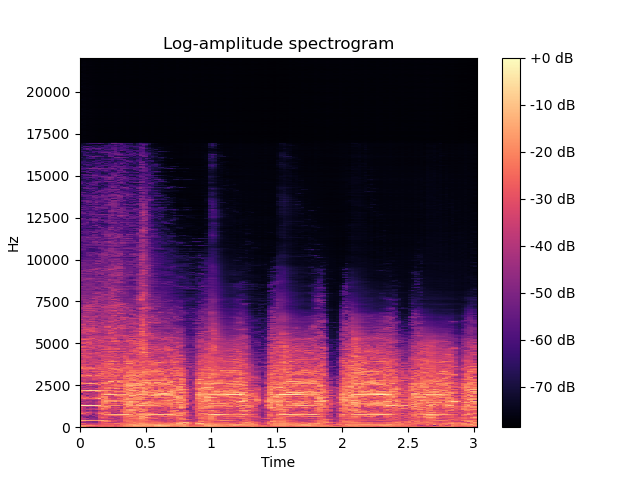 Log-amplitude spectrogram
Hz
20000
17500
15000
12500
10000
7500
5000
2500
0
0 0.5 1 1.5 2 2.5 3
Time
+0 dB
-10 dB
-20 dB
-30 dB
-40 dB
-50 dB
-60 dB
-70 dB